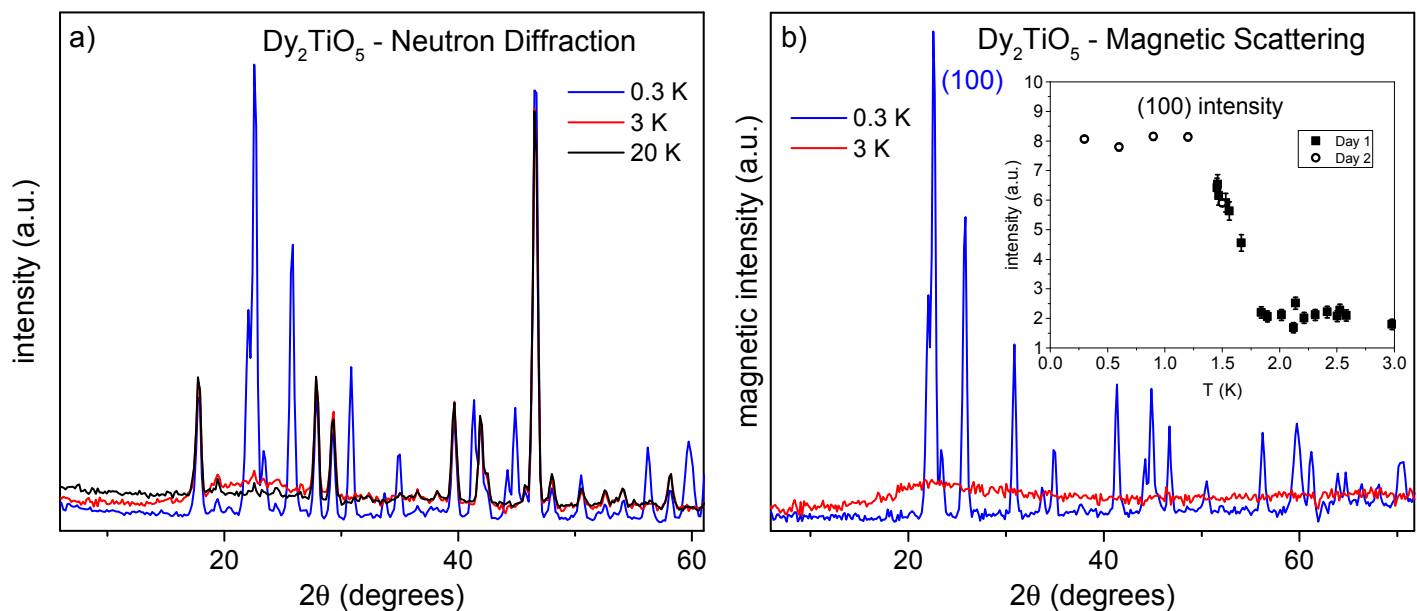 a)
Dy₂TiO₅ - Neutron Diffraction
0.3 K
3 K
20 K
intensity (a.u.)
20
40
60
2θ (degrees)
b)
Dy₂TiO₅ - Magnetic Scattering
(100)
0.3 K
3 K
magnetic intensity (a.u.)
20
40
60
2θ (degrees)
(100) intensity
Day 1
Day 2
intensity (a.u.)
10
9
8
7
6
5
4
3
2
1
0.0 0.5 1.0 1.5 2.0 2.5 3.0
T (K)